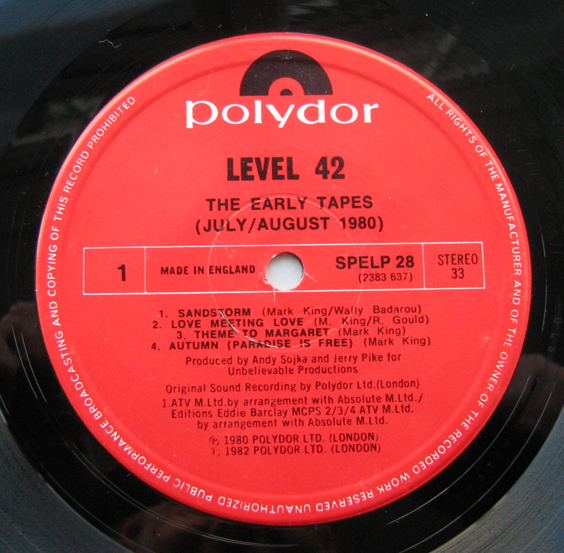 polydor
LEVEL 42
THE EARLY TAPES
(JULY/AUGUST 1980)
1
MADE IN ENGLAND
SPELP 28
(2383 637)
STEREO
33
1. SANDSTORM (Mark King/Wally Badarou)
2. LOVE MEETING LOVE (M. King/R. Gould)
3. THEME TO MARGARET (Mark King)
4. AUTUMN (PARADISE IS FREE) (Mark King)
Produced by Andy Sojka and Jerry Pike for
Unbelievable Productions
Original Sound Recording by Polydor Ltd.(London)
1.ATV M.Ltd.by arrangement with Absolute M.Ltd./
Editions Eddie Barclay MCPS 2/3/4 ATV M.Ltd.
by arrangement with Absolute M.Ltd.
℗ 1980 POLYDOR LTD. (LONDON)
1982 POLYDOR LTD. (LONDON)
ALL RIGHTS OF THE MANUFACTURER AND OF THE OWNER OF THE RECORDED WORK RESERVED UNAUTHORIZED PUBLIC PERFORMANCE BROADCASTING AND COPYING OF THIS RECORD PROHIBITED